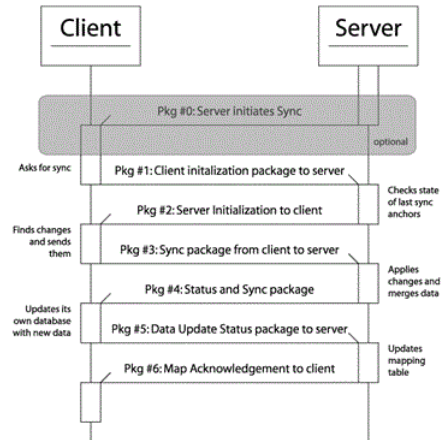 Client
Server
Pkg #0: Server initiates Sync
optional
Asks for sync
Pkg #1: Client initalization package to server
Checks state
of last sync
anchors
Pkg #2: Server Initialization to client
Finds changes
and sends
them
Pkg #3: Sync package from client to server
Applies
changes and
merges data
Pkg #4: Status and Sync package
Updates its
own database
with new data
Pkg #5: Data Update Status package to server
Updates
mapping
table
Pkg #6: Map Acknowledgement to client